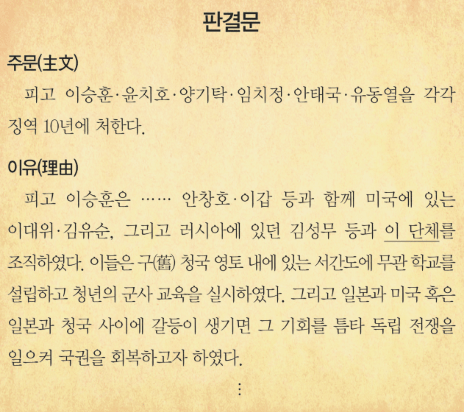 판결문
주문(主文)
피고 이승훈·윤치호·양기탁·임치정·안태국·유동열을 각각
징역 10년에 처한다.
이유(理由)
피고 이승훈은 …… 안창호·이갑 등과 함께 미국에 있는
이대위·김유순, 그리고 러시아에 있던 김성무 등과 이 단체를
조직하였다. 이들은 구(舊) 청국 영토 내에 있는 서간도에 무관 학교를
설립하고 청년의 군사 교육을 실시하였다. 그리고 일본과 미국 혹은
일본과 청국 사이에 갈등이 생기면 그 기회를 틈타 독립 전쟁을
일으켜 국권을 회복하고자 하였다.
⋮